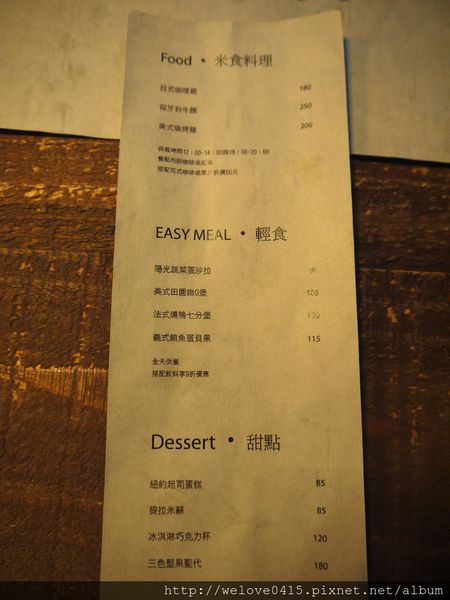 Food • 米食料理
日式咖哩雞 180
匈牙利牛腩 250
美式燒烤豬 200
供餐時間12：00-14：00與18：00-20：00
餐點均附咖啡或紅茶
搭配花式咖啡或果汁折價50元
EASY MEAL • 輕食
陽光蔬菜蛋沙拉
美式田園嫩G堡 105
法式燻鴨七分堡
義式鮪魚蛋貝果 115
全天供餐
搭配飲料享9折優惠
Dessert • 甜點
紐約起司蛋糕 85
提拉米蘇 85
冰淇淋巧克力杯 120
三色堅果聖代 180
http://welove0415.pixnet.net/album